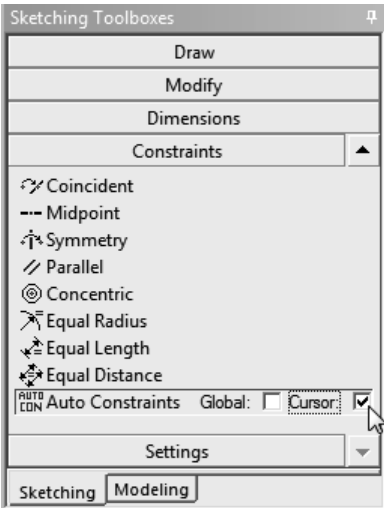 Sketching Toolboxes
Draw
Modify
Dimensions
Constraints
Coincident
Midpoint
Symmetry
Parallel
Concentric
Equal Radius
Equal Length
Equal Distance
AUTO CON Auto Constraints Global: Cursor:
Settings
Sketching Modeling